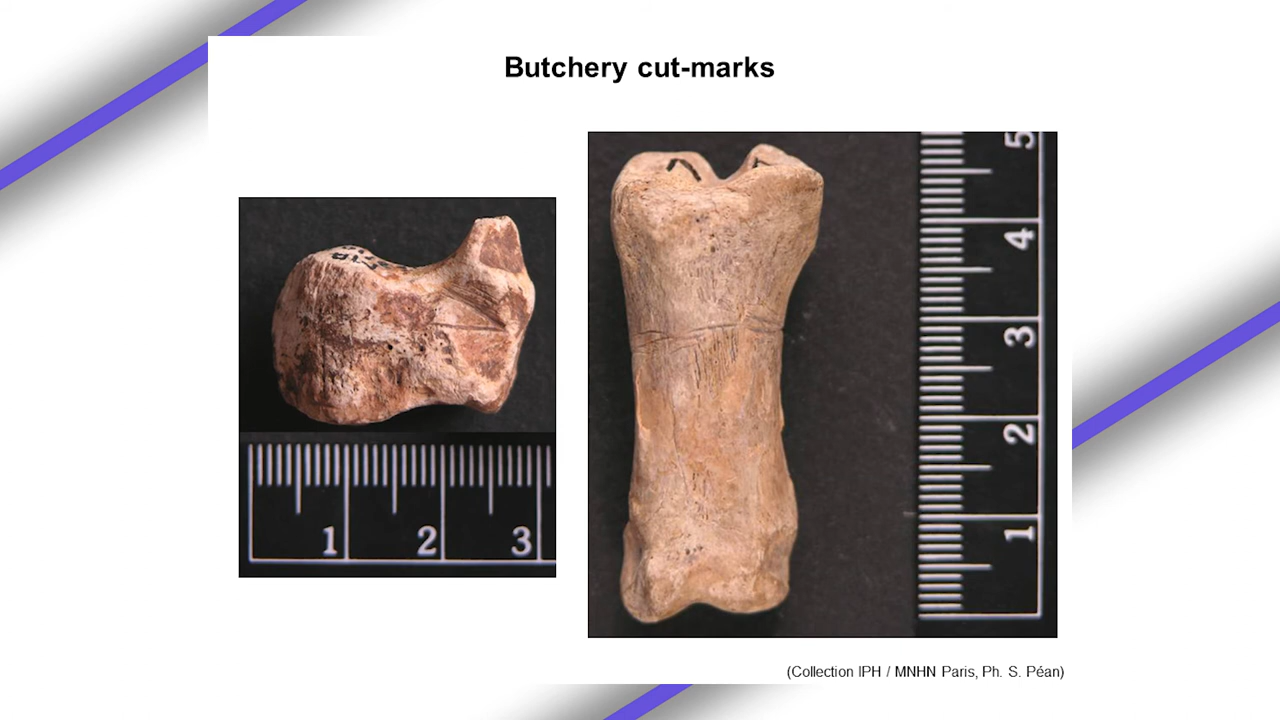 Butchery cut-marks
5
4
3
2
1
1 2 3
(Collection IPH / MNHN Paris, Ph. S. Péan)